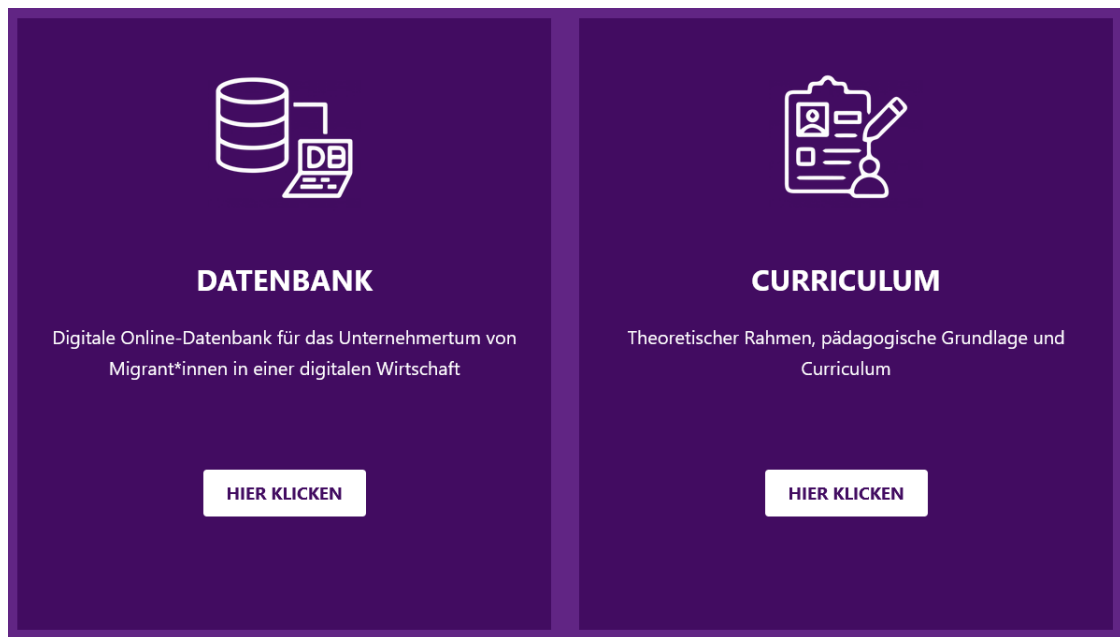 DB
DATENBANK
Digitale Online-Datenbank für das Unternehmertum von
Migrant*innen in einer digitalen Wirtschaft
HIER KLICKEN
CURRICULUM
Theoretischer Rahmen, pädagogische Grundlage und
Curriculum
HIER KLICKEN